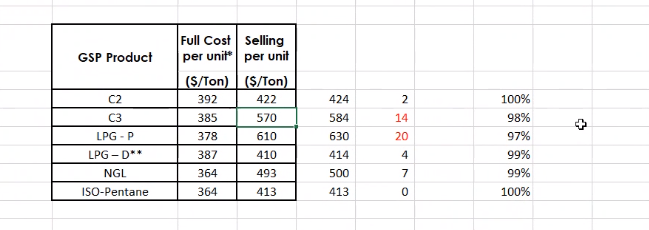 GSP Product Full Cost per unit* ($/Ton) Selling per unit ($/Ton)
C2 392 422 424 2 100%
C3 385 570 584 14 98%
LPG - P 378 610 630 20 97%
LPG – D** 387 410 414 4 99%
NGL 364 493 500 7 99%
ISO-Pentane 364 413 413 0 100%